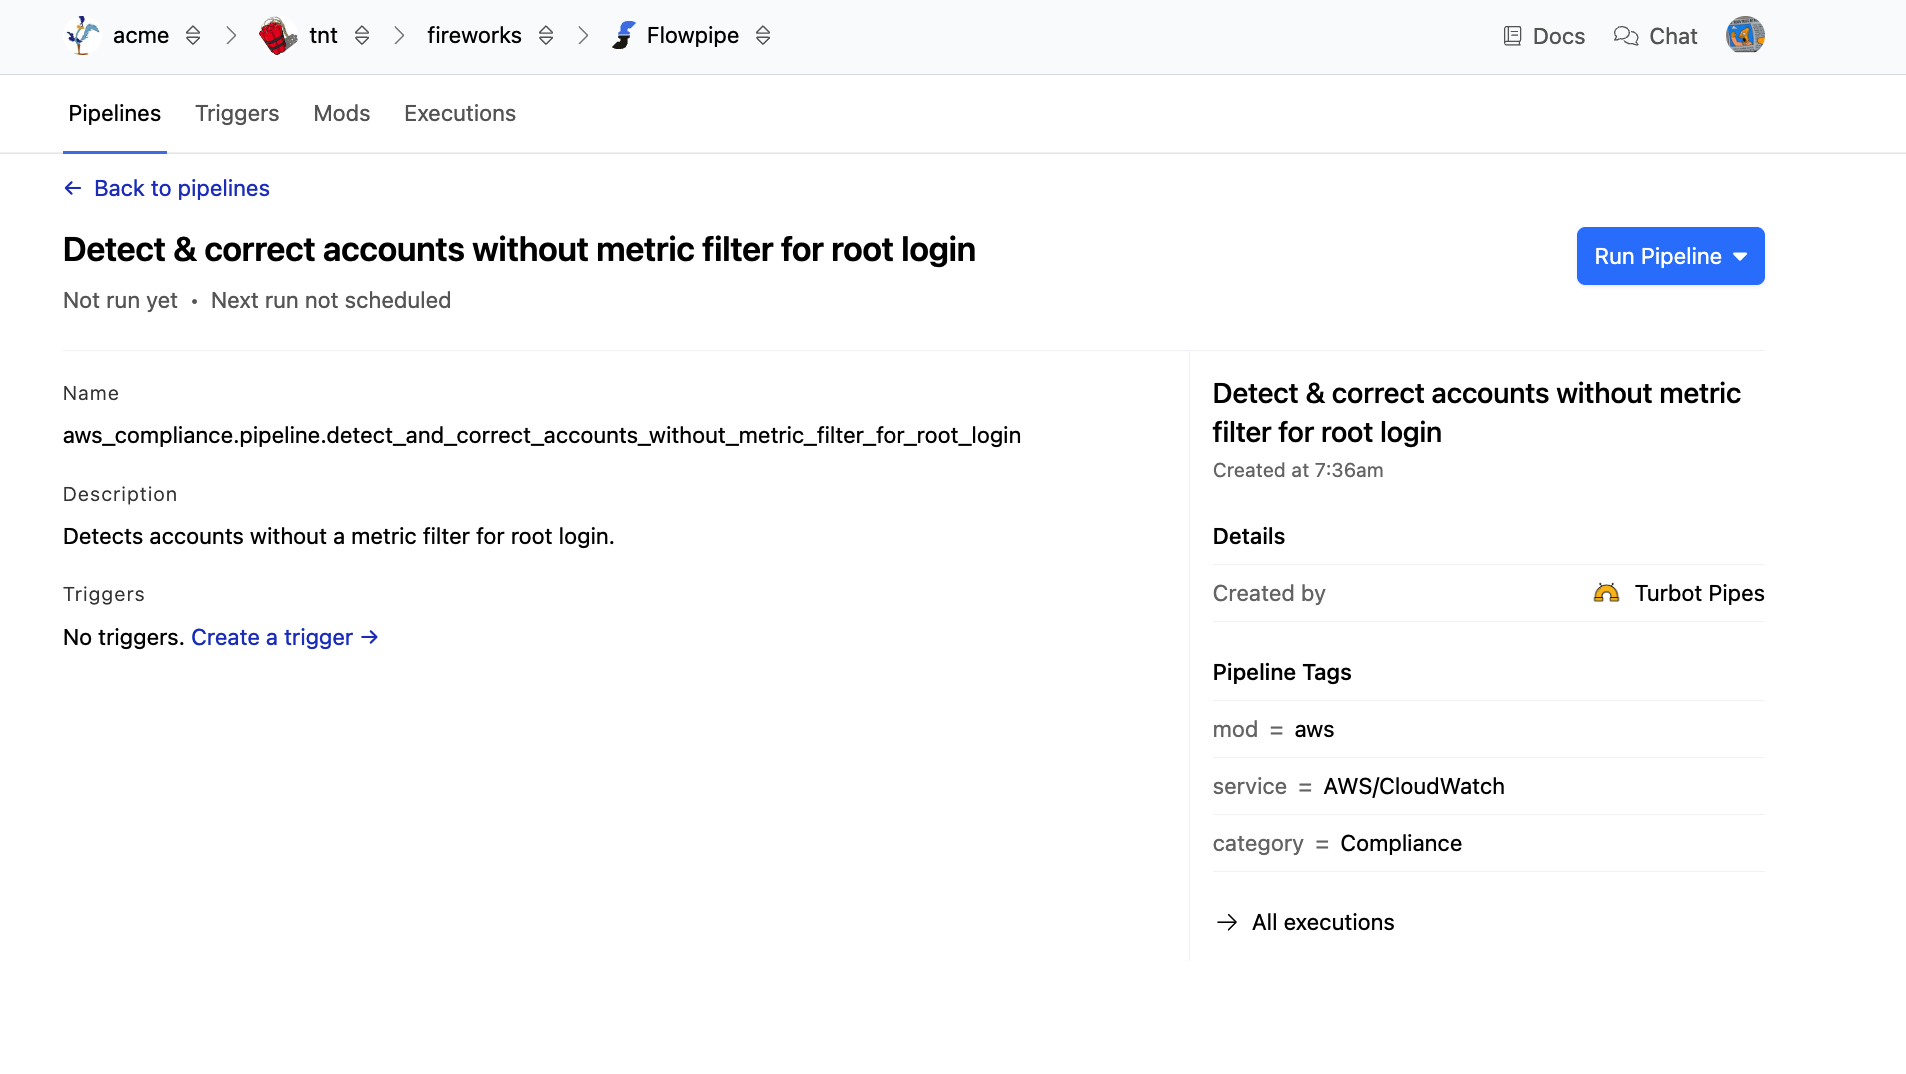 acme
tnt
fireworks
Flowpipe
Docs
Chat
Pipelines
Triggers
Mods
Executions
Back to pipelines
Detect & correct accounts without metric filter for root login
Run Pipeline
Not run yet • Next run not scheduled
Name
aws_compliance.pipeline.detect_and_correct_accounts_without_metric_filter_for_root_login
Description
Detects accounts without a metric filter for root login.
Triggers
No triggers. Create a trigger →
Detect & correct accounts without metric
filter for root login
Created at 7:36am
Details
Created by Turbot Pipes
Pipeline Tags
mod = aws
service = AWS/CloudWatch
category = Compliance
All executions